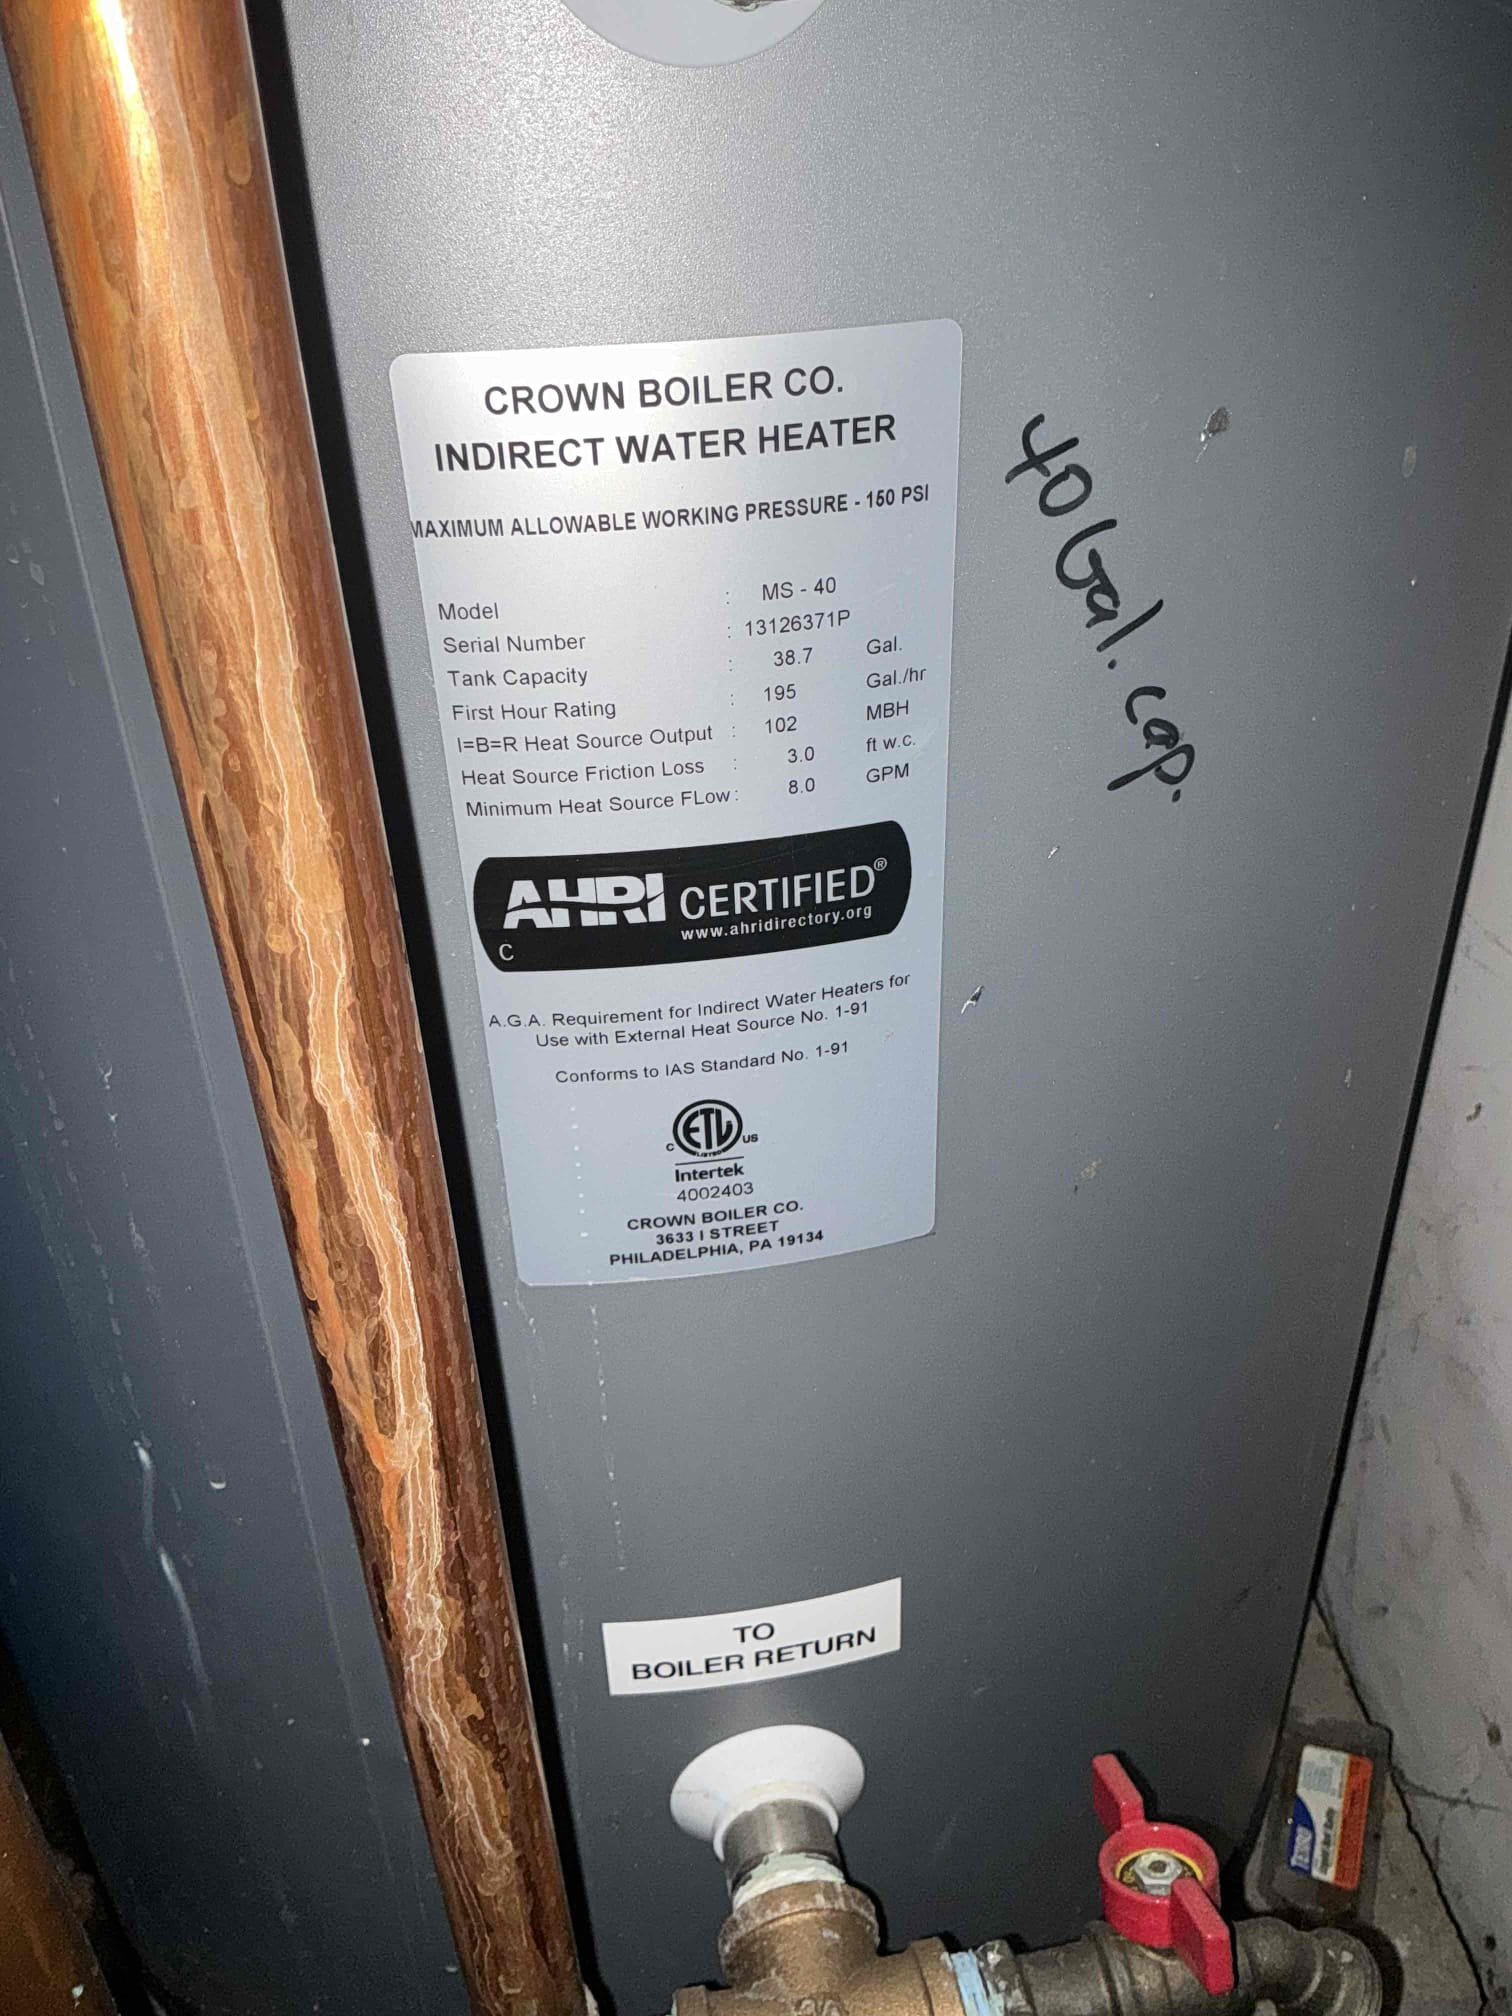 CROWN BOILER CO.
INDIRECT WATER HEATER
MAXIMUM ALLOWABLE WORKING PRESSURE - 150 PSI
Model : MS - 40
Serial Number : 13126371P
Tank Capacity : 38.7 Gal.
First Hour Rating : 195 Gal./hr
I=B=R Heat Source Output : 102 MBH
Heat Source Friction Loss : 3.0 ft w.c.
Minimum Heat Source FLow : 8.0 GPM
AHRI CERTIFIED®
www.ahridirectory.org
C
A.G.A. Requirement for Indirect Water Heaters for
Use with External Heat Source No. 1-91
Conforms to IAS Standard No. 1-91
C ETL US
LISTED
Intertek
4002403
CROWN BOILER CO.
3633 I STREET
PHILADELPHIA, PA 19134
40 Gal. cap.
TO
BOILER RETURN